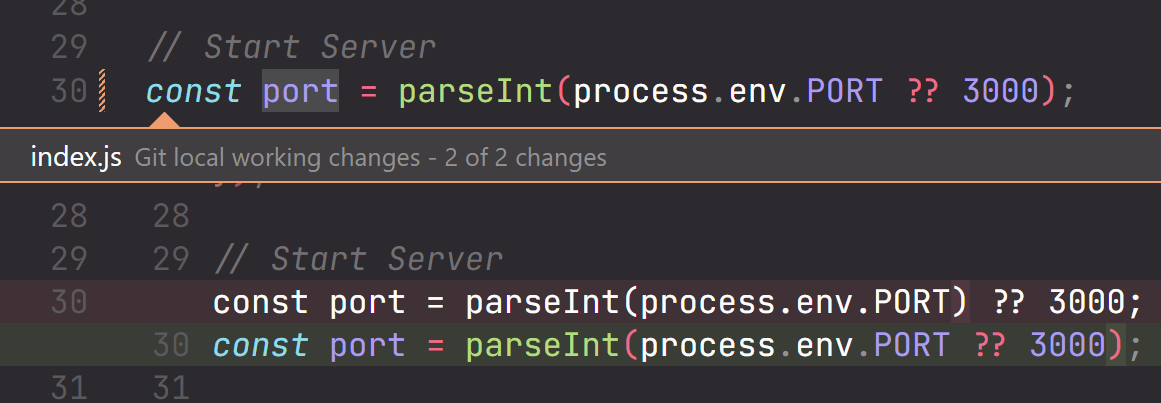 28
29 // Start Server
30 const port = parseInt(process.env.PORT ?? 3000);
index.js Git local working changes - 2 of 2 changes
28 28
29 29 // Start Server
30 const port = parseInt(process.env.PORT) ?? 3000;
30 const port = parseInt(process.env.PORT ?? 3000);
31 31